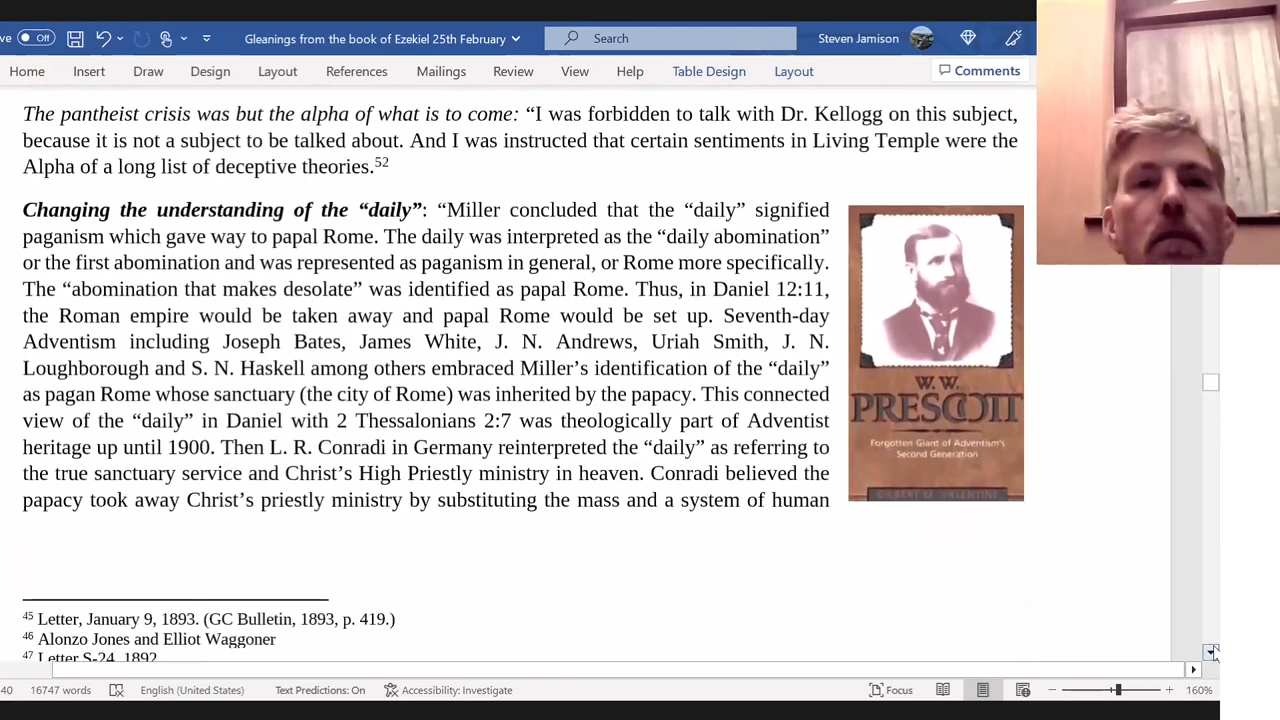 ve Off Gleanings from the book of Ezekiel 25th February Search Steven Jamison
Home Insert Draw Design Layout References Mailings Review View Help Table Design Layout Comments
The pantheist crisis was but the alpha of what is to come: “I was forbidden to talk with Dr. Kellogg on this subject,
because it is not a subject to be talked about. And I was instructed that certain sentiments in Living Temple were the
Alpha of a long list of deceptive theories.52
Changing the understanding of the “daily”: “Miller concluded that the “daily” signified
paganism which gave way to papal Rome. The daily was interpreted as the “daily abomination”
or the first abomination and was represented as paganism in general, or Rome more specifically.
The “abomination that makes desolate” was identified as papal Rome. Thus, in Daniel 12:11,
the Roman empire would be taken away and papal Rome would be set up. Seventh-day
Adventism including Joseph Bates, James White, J. N. Andrews, Uriah Smith, J. N.
Loughborough and S. N. Haskell among others embraced Miller’s identification of the “daily”
as pagan Rome whose sanctuary (the city of Rome) was inherited by the papacy. This connected
view of the “daily” in Daniel with 2 Thessalonians 2:7 was theologically part of Adventist
heritage up until 1900. Then L. R. Conradi in Germany reinterpreted the “daily” as referring to
the true sanctuary service and Christ’s High Priestly ministry in heaven. Conradi believed the
papacy took away Christ’s priestly ministry by substituting the mass and a system of human
W. W.
PRESCOTT
Forgotten Giant of Adventism's
Second Generation
GILBERT M. VALENTINE
45 Letter, January 9, 1893. (GC Bulletin, 1893, p. 419.)
46 Alonzo Jones and Elliot Waggoner
47 Letter S-24, 1892
40 16747 words English (United States) Text Predictions: On Accessibility: Investigate Focus 160%